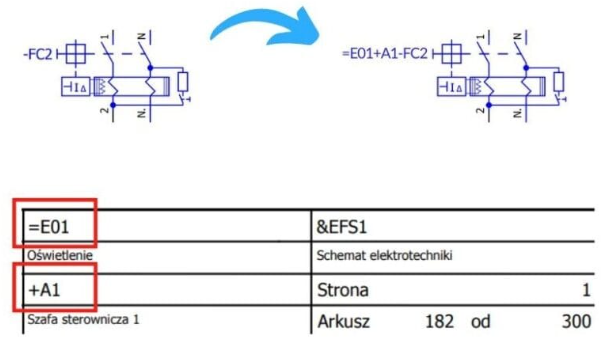 1 N
-FC2
I Δ
2 N.
1 N
=E01+A1-FC2
I Δ
2 N.
=E01 &EFS1
Oświetlenie Schemat elektrotechniki
+A1 Strona 1
Szafa sterownicza 1 Arkusz 182 od 300